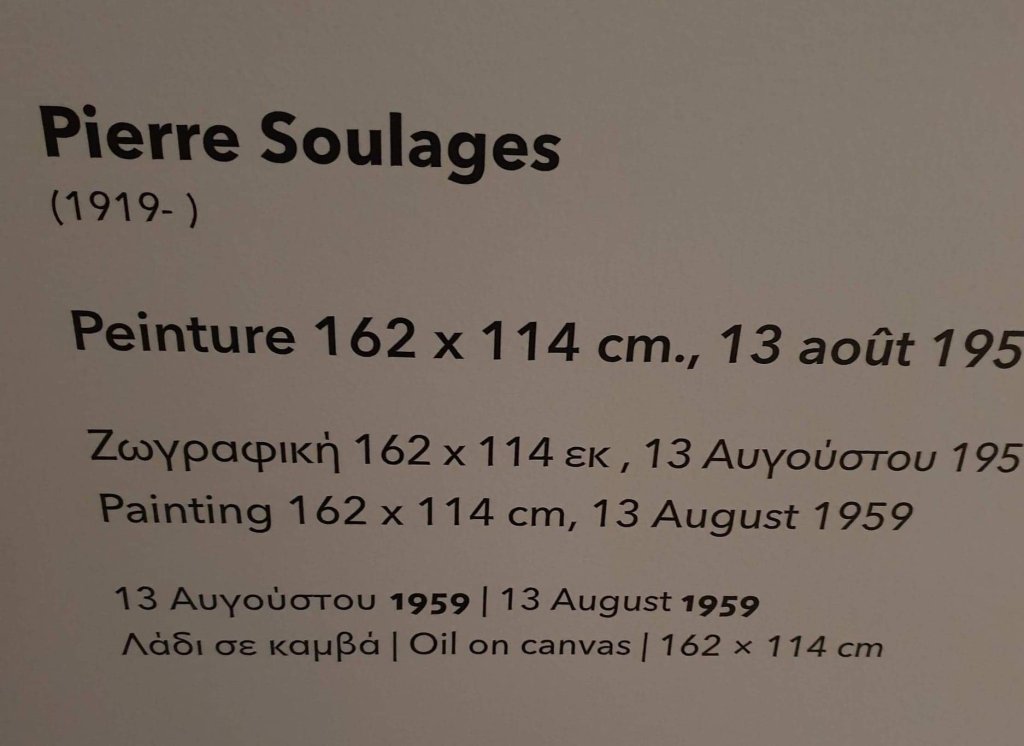 Pierre Soulages
(1919- )
Peinture 162 x 114 cm., 13 août 195
Ζωγραφική 162 x 114 εκ , 13 Αυγούστου 195
Painting 162 x 114 cm, 13 August 1959
13 Αυγούστου 1959 | 13 August 1959
Λάδι σε καμβά | Oil on canvas | 162 × 114 cm